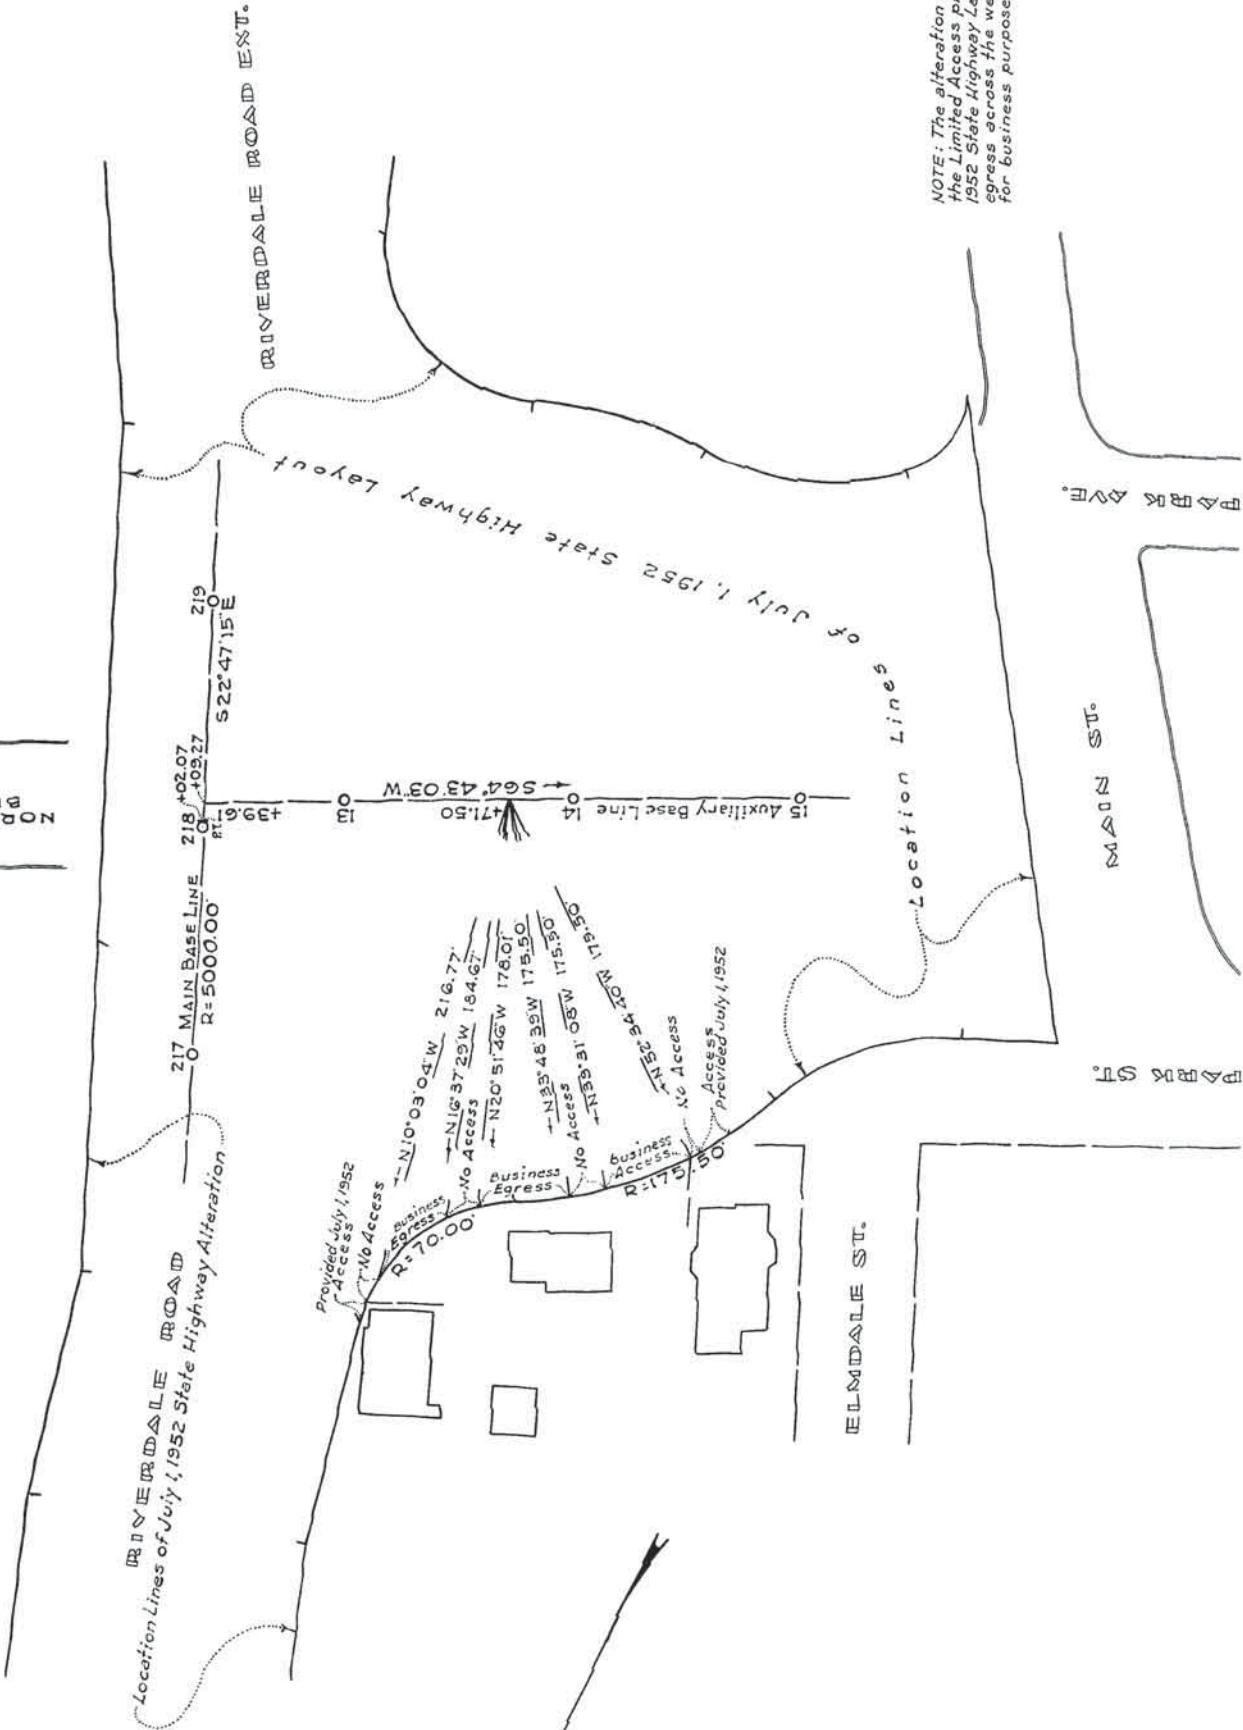 RIVERDALE ROAD EXT.
NOTE: The alteration
the Limited Access
1952 State Highway
egress across the
for business
Location Lines
of July 1, 1952 State Highway Layout
219
S22°47'15"E
+02.07
+09.27
218
P.T.
MAIN BASE LINE
217
R=5000.00'
+39.61
13
S64°43'03"W
+71.50
14
Auxiliary Base Line
15
PARK AVE.
MAIN ST.
PARK ST.
ELMDALE ST.
N10°03'04"W 216.77'
N16°37'29"W 184.67'
No Access
N20°51'46"W 178.01'
N33°48'39"W 175.50'
No Access
N39°31'08"W 175.50'
N52°34'40"W 175.50'
No Access
Access
Provided July 1, 1952
Provided July 1, 1952
Access
No Access
Business
Egress
R=70.00'
Business
Egress
Business
Access
R=175.50'
RIVERDALE ROAD
Location Lines of July 1, 1952 State Highway Alteration